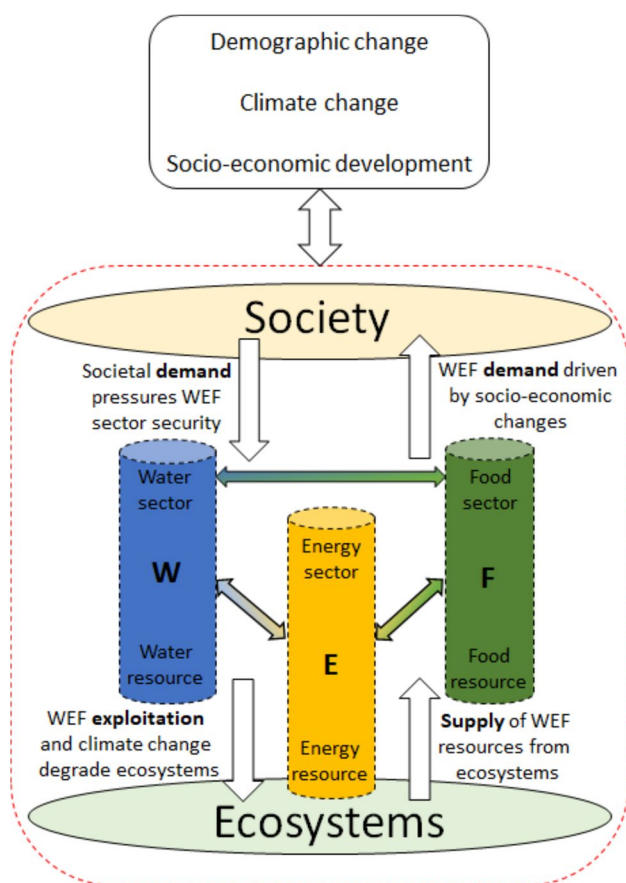 Demographic change
Climate change
Socio-economic development
Society
Societal demand
pressures WEF
sector security
WEF demand driven
by socio-economic
changes
Water
sector
W
Water
resource
Energy
sector
E
Energy
resource
Food
sector
F
Food
resource
WEF exploitation
and climate change
degrade ecosystems
Supply of WEF
resources from
ecosystems
Ecosystems